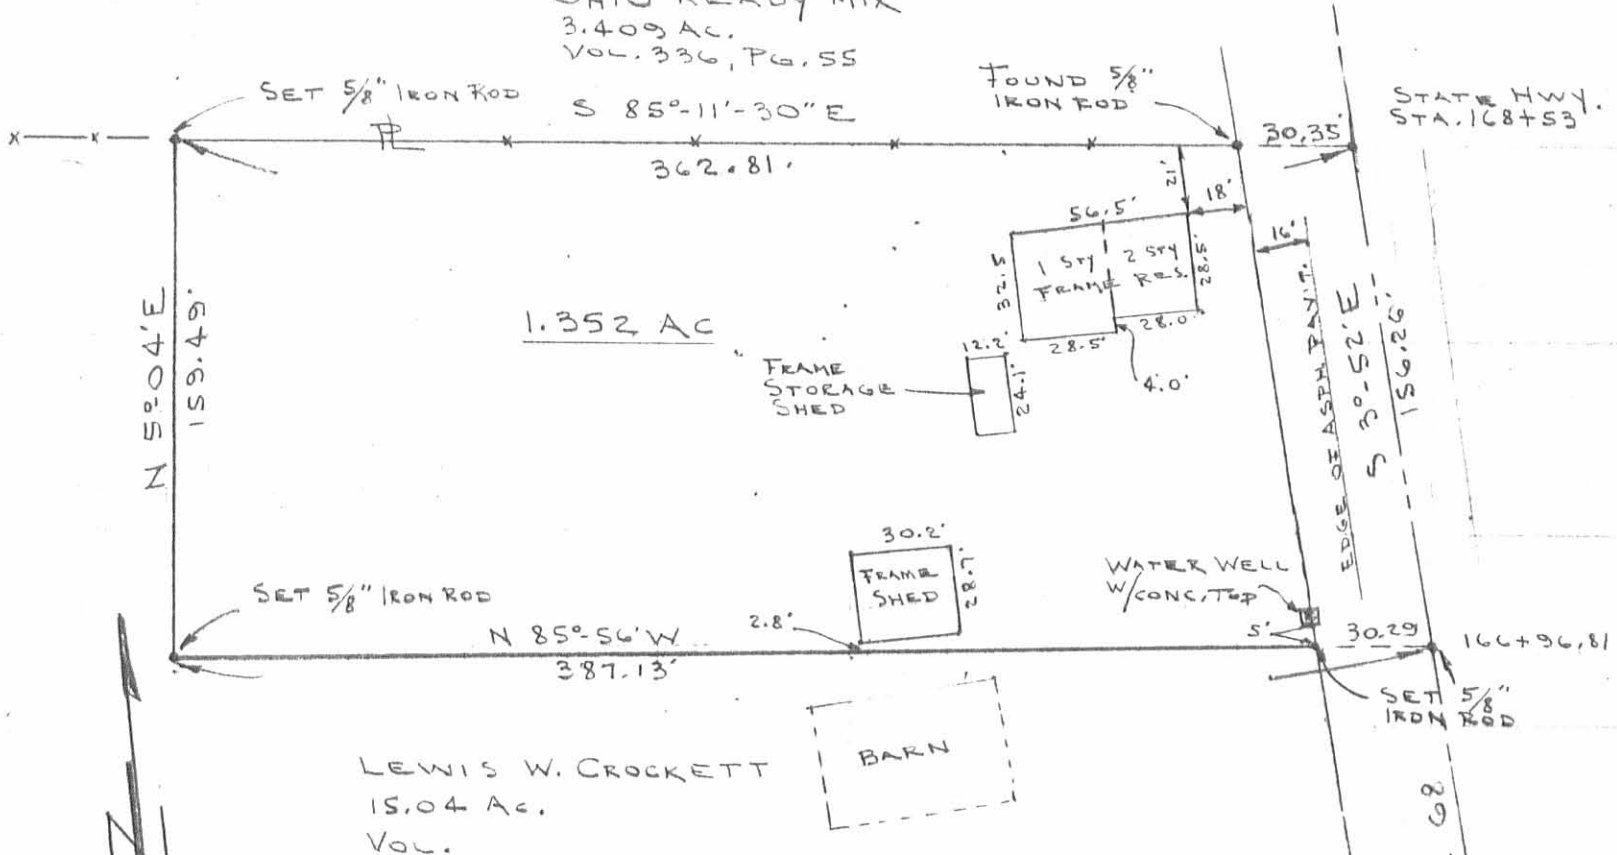 OHIO READY MIX
3.409 AC.
VOL. 336, PG. 55
SET 5/8" IRON ROD
S 85°-11'-30" E
FOUND 5/8"
IRON ROD
STATE HWY.
STA. 168+53
30.35'
362.81'
21'
18'
56.5'
16'
1 STY
FRAME
2 STY
RES.
32.5
28.5'
28.5'
28.0'
4.0'
N 5°-04' E
159.49'
1.352 AC
12.2'
24.1'
FRAME
STORAGE
SHED
EDGE OF ASPH. PAV'T.
S 3°-52' E
156.26'
30.2'
FRAME
SHED
28.7'
WATER WELL
W/CONC. TOP
SET 5/8" IRON ROD
N 85°-56' W
387.13'
2.8'
5'
30.29
166+96.81
SET 5/8"
IRON ROD
BARN
LEWIS W. CROCKETT
15.04 AC.
VOL.
68
N